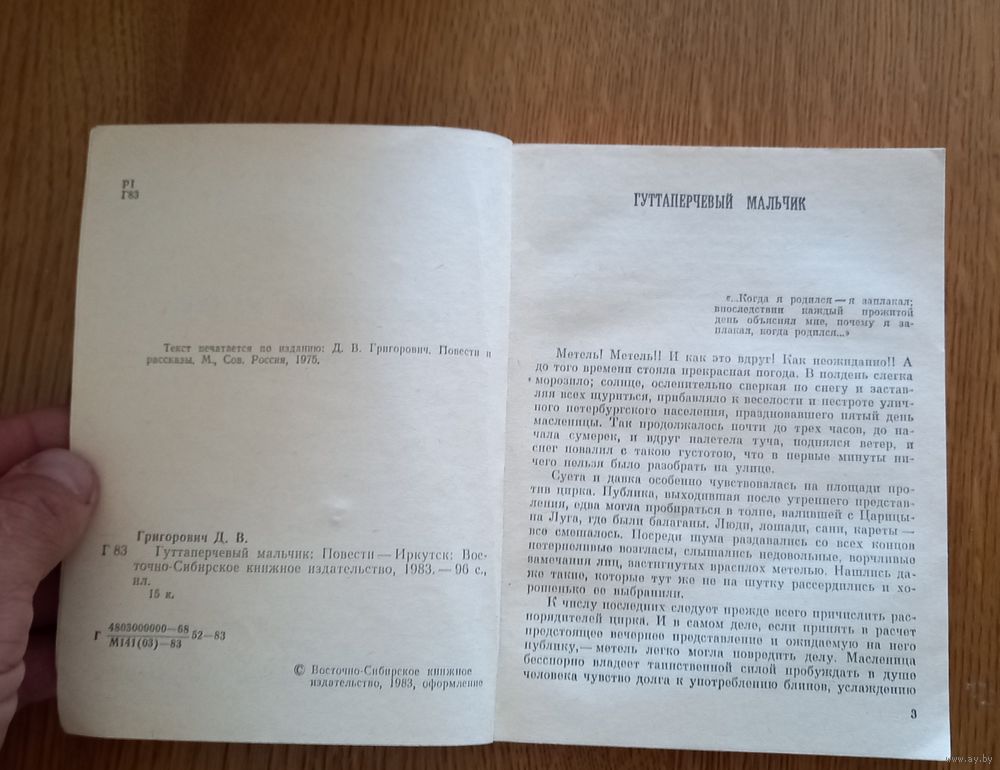 Р1
Г83
Текст печатается по изданию: Д. В. Григорович. Повести и
рассказы. М., Сов. Россия, 1975.
Григорович Д. В.
Г 83 Гуттаперчевый мальчик: Повести — Иркутск: Вос-
точно-Сибирское книжное издательство, 1983. — 96 с.,
ил.
15 к.
Г 4803000000—68 52—83
М141(03)—83
© Восточно-Сибирское книжное
издательство, 1983, оформление
ГУТТАПЕРЧЕВЫЙ МАЛЬЧИК
«...Когда я родился — я заплакал;
впоследствии каждый прожитой
день объяснял мне, почему я за-
плакал, когда родился...»
Метель! Метель!! И как это вдруг! Как неожиданно!! А
до того времени стояла прекрасная погода. В полдень слегка
морозило; солнце, ослепительно сверкая по снегу и застав-
ляя всех щуриться, прибавляло к веселости и пестроте улич-
ного петербургского населения, праздновавшего пятый день
масленицы. Так продолжалось почти до трех часов, до на-
чала сумерек, и вдруг налетела туча, поднялся ветер, и
снег повалил с такою густотою, что в первые минуты ни-
чего нельзя было разобрать на улице.
Суета и давка особенно чувствовалась на площади про-
тив цирка. Публика, выходившая после утреннего представ-
ления, едва могла пробираться в толпе, валившей с Царицы-
на Луга, где были балаганы. Люди, лошади, сани, кареты —
все смешалось. Посреди шума раздавались со всех концов
нетерпеливые возгласы, слышались недовольные, ворчливые
замечания лиц, застигнутых врасплох метелью. Нашлись да-
же такие, которые тут же не на шутку рассердились и хо-
рошенько ее выбранили.
К числу последних следует прежде всего причислить рас-
порядителей цирка. И в самом деле, если принять в расчет
предстоящее вечернее представление и ожидаемую на него
публику,— метель легко могла повредить делу. Масленица
бесспорно владеет таинственной силой пробуждать в душе
человека чувство долга к употреблению блинов, услаждению
3
www.ay.by